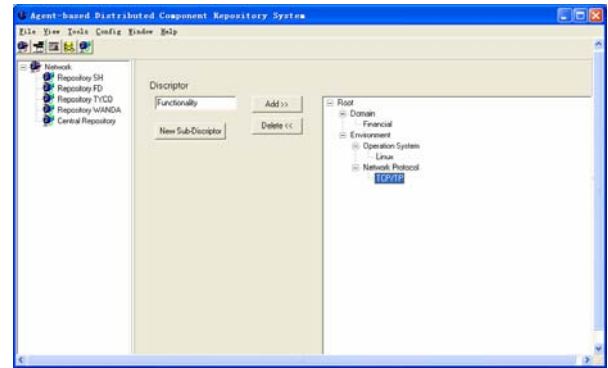 Agent-based Distributed Component Repository System
File View Tools Config Window Help
Network
Repository SH
Repository FD
Repository TYCO
Repository WANDA
Central Repository
Discriptor
Functionality
Add >>
New Sub-Discriptor
Delete <<
Root
Domain
Financial
Environment
Operation System
Linux
Network Protocol
TCP/TP